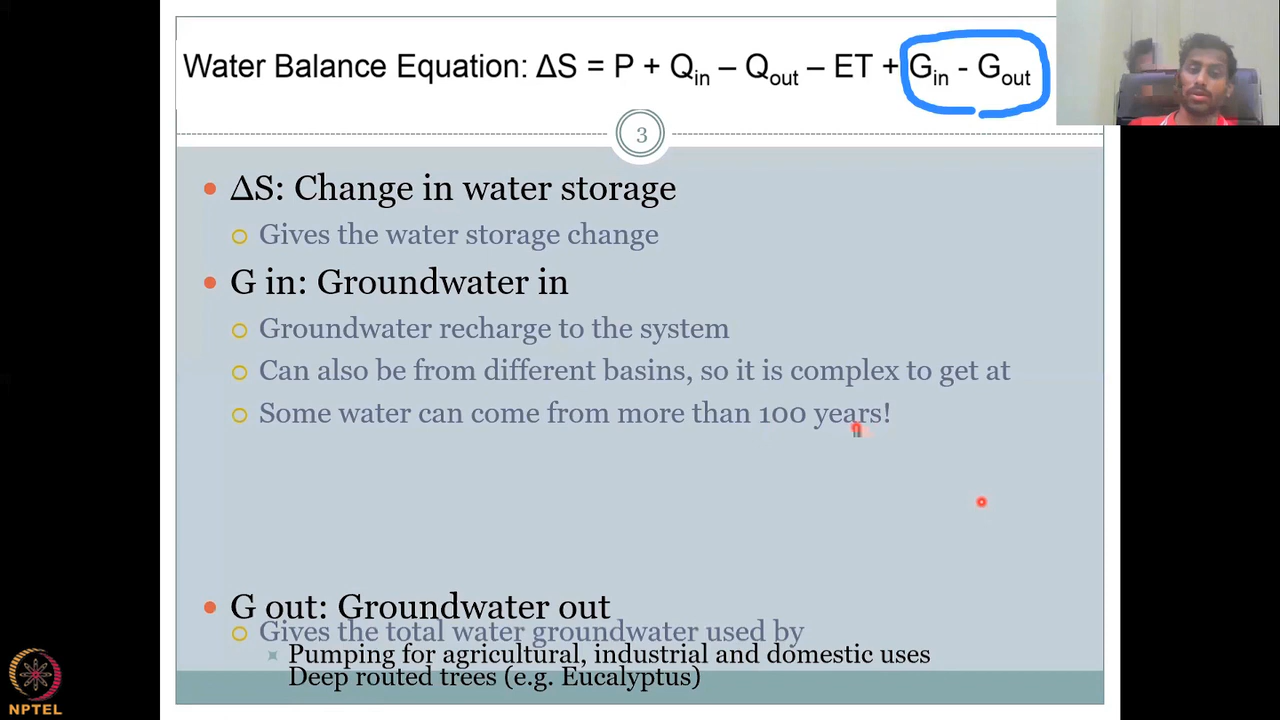 Water Balance Equation: ΔS = P + Qin – Qout – ET + Gin - Gout
3
ΔS: Change in water storage
Gives the water storage change
G in: Groundwater in
Groundwater recharge to the system
Can also be from different basins, so it is complex to get at
Some water can come from more than 100 years!
G out: Groundwater out
Gives the total water groundwater used by
Pumping for agricultural, industrial and domestic uses
Deep routed trees (e.g. Eucalyptus)
NPTEL